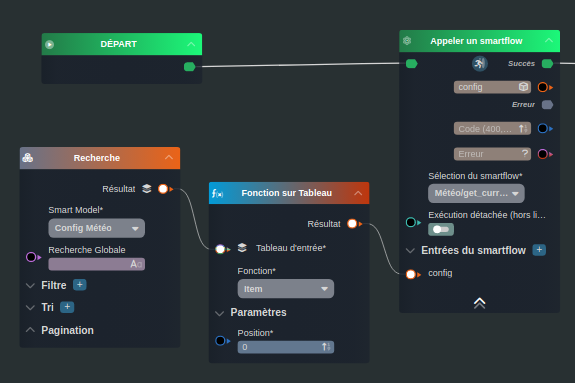 DÉPART
Appeler un smartflow
Succès
config
Erreur
Code (400,...
Erreur
?
Sélection du smartflow*
Météo/get_curr...
Exécution détachée (hors li...
Entrées du smartflow +
config
Recherche
Résultat
Smart Model*
Config Météo
Recherche Globale
A
Filtre +
Tri +
Pagination
f(x) Fonction sur Tableau
Résultat
Tableau d'entrée*
Fonction*
Item
Paramètres
Position*
0